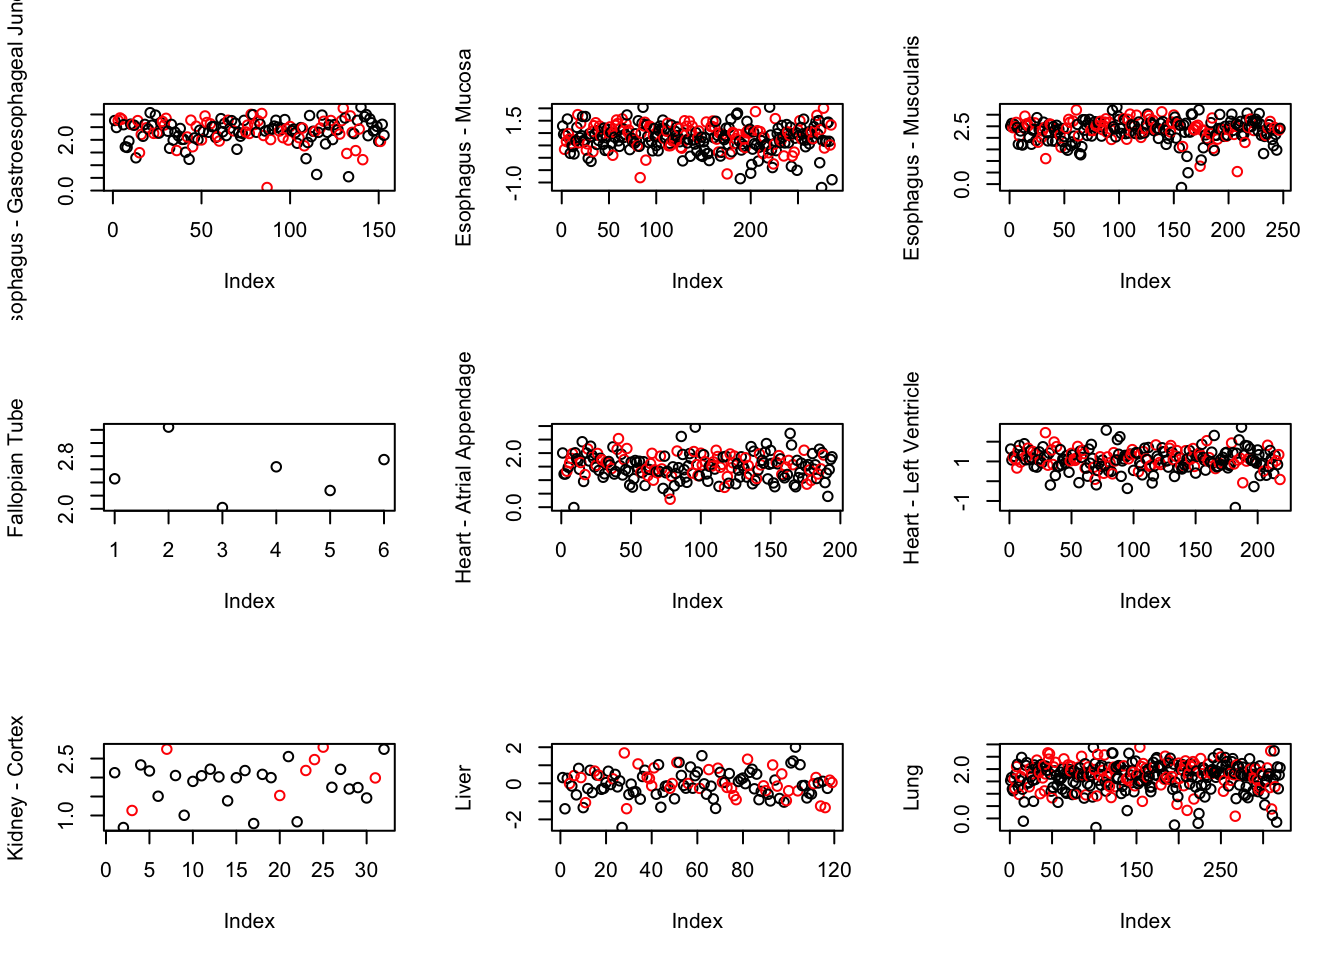 sophagus - Gastroesophageal Junc
0.0 2.0
0 50 100 150
Index
Esophagus - Mucosa
-1.0 1.5
0 50 100 200
Index
Esophagus - Muscularis
0.0 2.5
0 50 100 150 200 250
Index
Fallopian Tube
2.0 2.8
1 2 3 4 5 6
Index
Heart - Atrial Appendage
0.0 2.0
0 50 100 150 200
Index
Heart - Left Ventricle
-1 1
0 50 100 150 200
Index
Kidney - Cortex
1.0 2.5
0 5 10 15 20 25 30
Index
Liver
-2 0 2
0 20 40 60 80 120
Index
Lung
0.0 2.0
0 50 150 250
Index